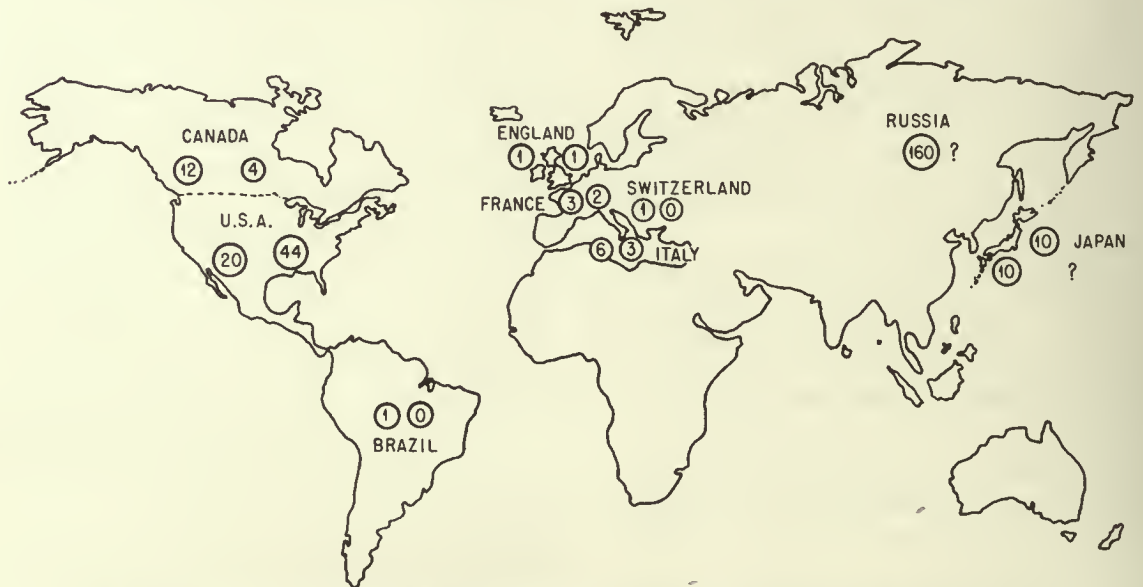 CANADA
12 4
U.S.A.
20 44
BRAZIL
1 0
ENGLAND
1 1
FRANCE 3 2
SWITZERLAND
1 0
6 3 ITALY
RUSSIA
160 ?
10 JAPAN
10 ?